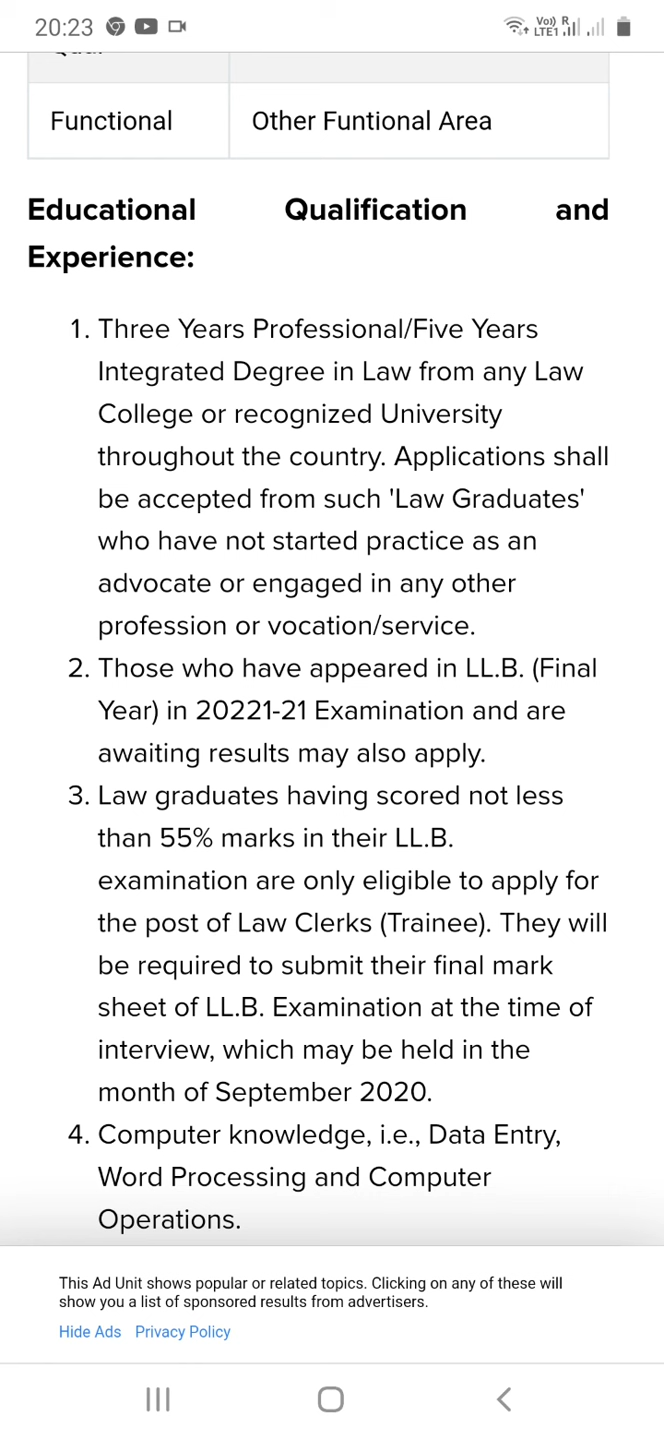 20:23
Vo)) R
LTE1
Functional Other Funtional Area
Educational Qualification and
Experience:
1. Three Years Professional/Five Years
Integrated Degree in Law from any Law
College or recognized University
throughout the country. Applications shall
be accepted from such 'Law Graduates'
who have not started practice as an
advocate or engaged in any other
profession or vocation/service.
2. Those who have appeared in LL.B. (Final
Year) in 20221-21 Examination and are
awaiting results may also apply.
3. Law graduates having scored not less
than 55% marks in their LL.B.
examination are only eligible to apply for
the post of Law Clerks (Trainee). They will
be required to submit their final mark
sheet of LL.B. Examination at the time of
interview, which may be held in the
month of September 2020.
4. Computer knowledge, i.e., Data Entry,
Word Processing and Computer
Operations.
This Ad Unit shows popular or related topics. Clicking on any of these will
show you a list of sponsored results from advertisers.
Hide Ads Privacy Policy